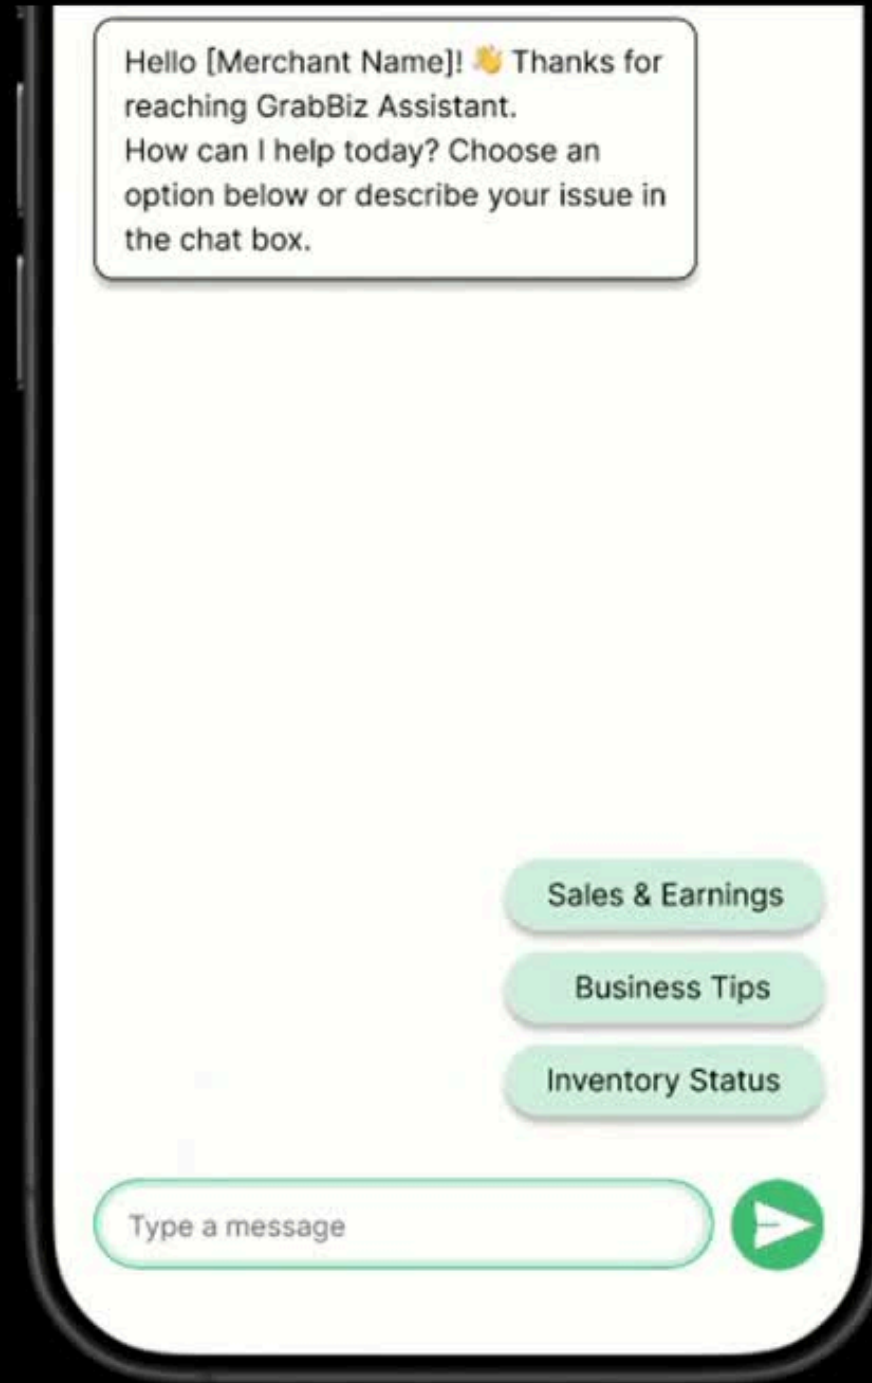 Hello [Merchant Name]! 👋 Thanks for
reaching GrabBiz Assistant.
How can I help today? Choose an
option below or describe your issue in
the chat box.
Sales & Earnings
Business Tips
Inventory Status
Type a message